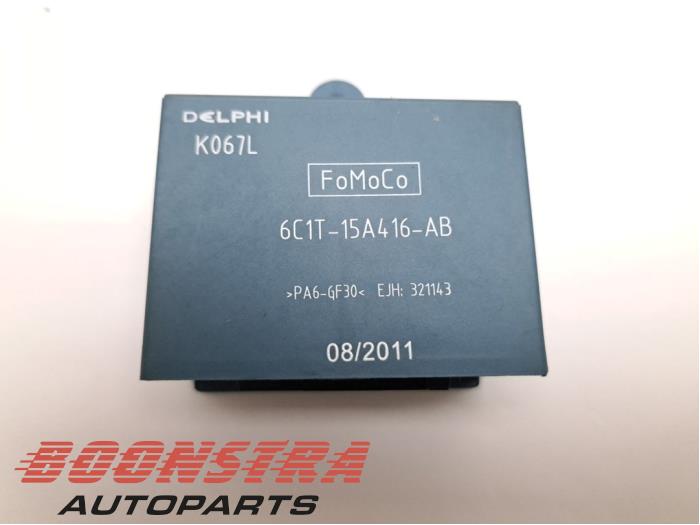 DELPHI
K067L
FoMoCo
6C1T-15A416-AB
>PA6-GF30< EJH: 321143
08/2011
BOONSTRA
AUTOPARTS